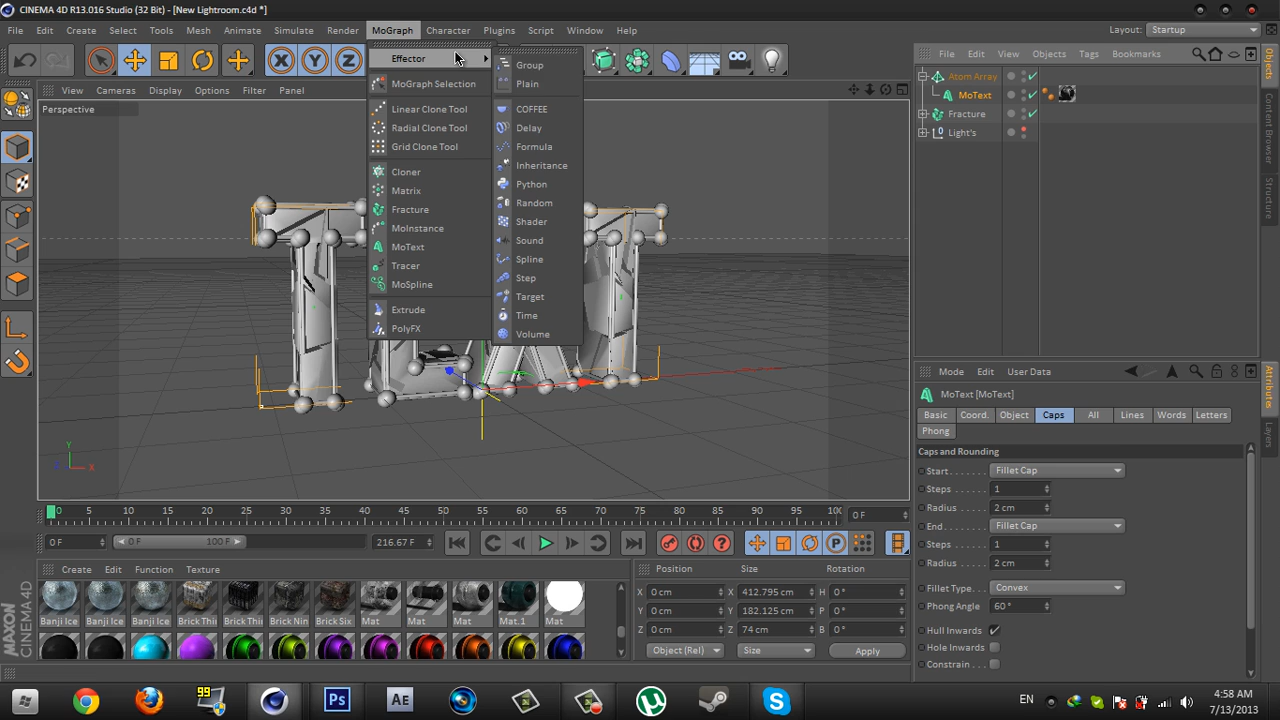 CINEMA 4D R13.016 Studio (32 Bit) - [New Lightroom.c4d *]
File Edit Create Select Tools Mesh Animate Simulate Render MoGraph Character Plugins Script Window Help
Layout: Startup
X Y Z
View Cameras Display Options Filter Panel
Perspective
Effector
MoGraph Selection
Linear Clone Tool
Radial Clone Tool
Grid Clone Tool
Cloner
Matrix
Fracture
MoInstance
MoText
Tracer
MoSpline
Extrude
PolyFX
Group
Plain
COFFEE
Delay
Formula
Inheritance
Python
Random
Shader
Sound
Spline
Step
Target
Time
Volume
File Edit View Objects Tags Bookmarks
Atom Array
MoText
Fracture
Light's
Objects
Content Browser
Structure
Mode Edit User Data
MoText [MoText]
Basic Coord. Object Caps All Lines Words Letters
Phong
Caps and Rounding
Start Fillet Cap
Steps 1
Radius 2 cm
End Fillet Cap
Steps 1
Radius 2 cm
Fillet Type Convex
Phong Angle 60 °
Hull Inwards
Hole Inwards
Constrain
Attributes
Layers
Y
X
0 5 10 15 20 25 30 35 40 45 50 55 60 65 70 75 80 85 90 95 10 0 F
0 F 0 F 100 F 216.67 F
Create Edit Function Texture
Banji Ice Banji Ice Banji Ice Brick Thi Brick Thi Brick Nin Brick Six Mat Mat Mat Mat.1 Mat
Position Size Rotation
X 0 cm X 412.795 cm H 0 °
Y 0 cm Y 182.125 cm P 0 °
Z 0 cm Z 74 cm B 0 °
Object (Rel) Size Apply
MAXON
CINEMA 4D
99
Ps
AE
EN
4:58 AM
7/13/2013